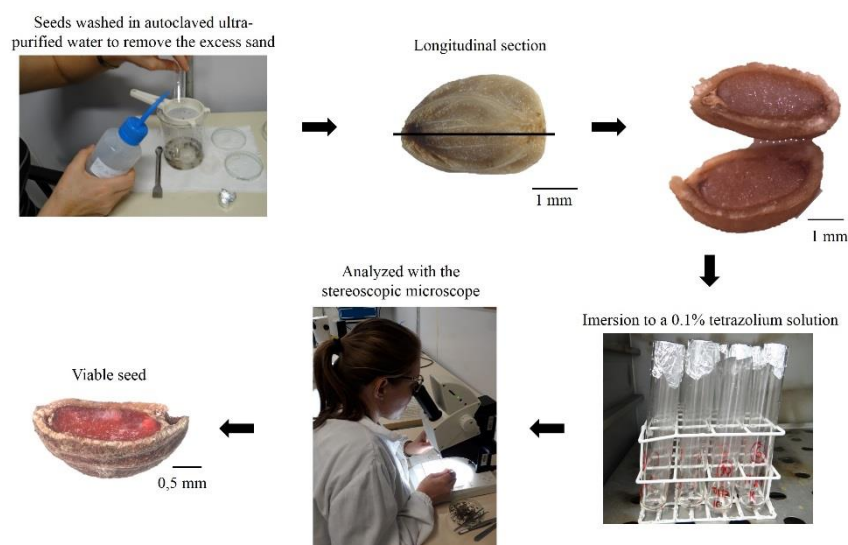 Seeds washed in autoclaved ultra-
purified water to remove the excess sand
Longitudinal section
1 mm
1 mm
Imersion to a 0.1% tetrazolium solution
Analyzed with the
stereoscopic microscope
Viable seed
0,5 mm